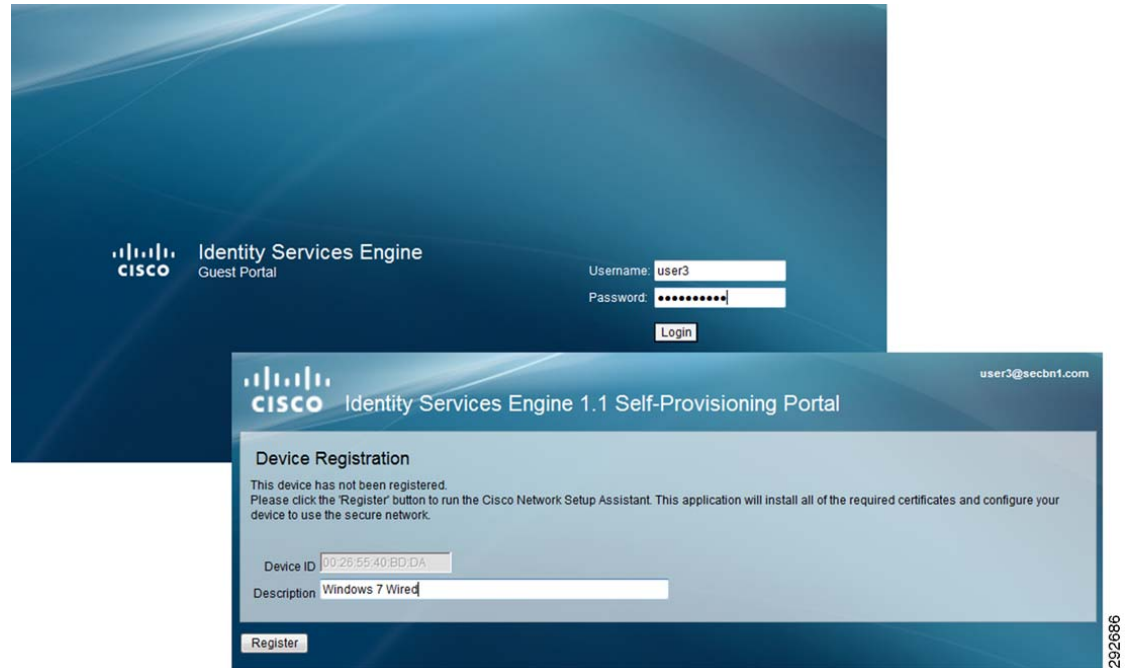 CISCO
Identity Services Engine
Guest Portal
Username: user3
Password: ••••••••••
Login
user3@secbn1.com
CISCO Identity Services Engine 1.1 Self-Provisioning Portal
Device Registration
This device has not been registered.
Please click the 'Register' button to run the Cisco Network Setup Assistant. This application will install all of the required certificates and configure your
device to use the secure network.
Device ID 00:26:55:40:BD:DA
Description Windows 7 Wired
Register
292686